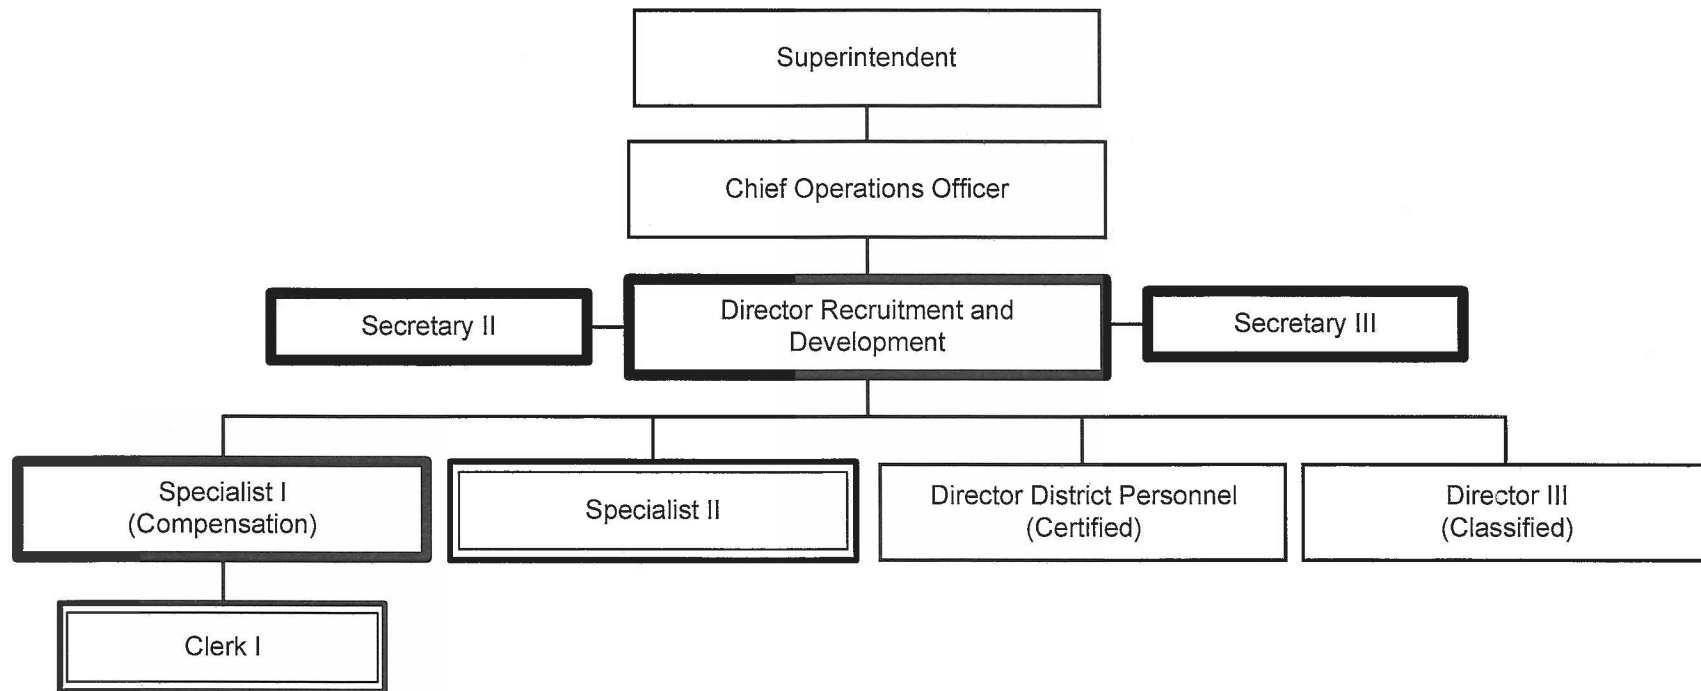 Superintendent
Chief Operations Officer
Secretary II
Director Recruitment and
Development
Secretary III
Specialist I
(Compensation)
Specialist II
Director District Personnel
(Certified)
Director III
(Classified)
Clerk I